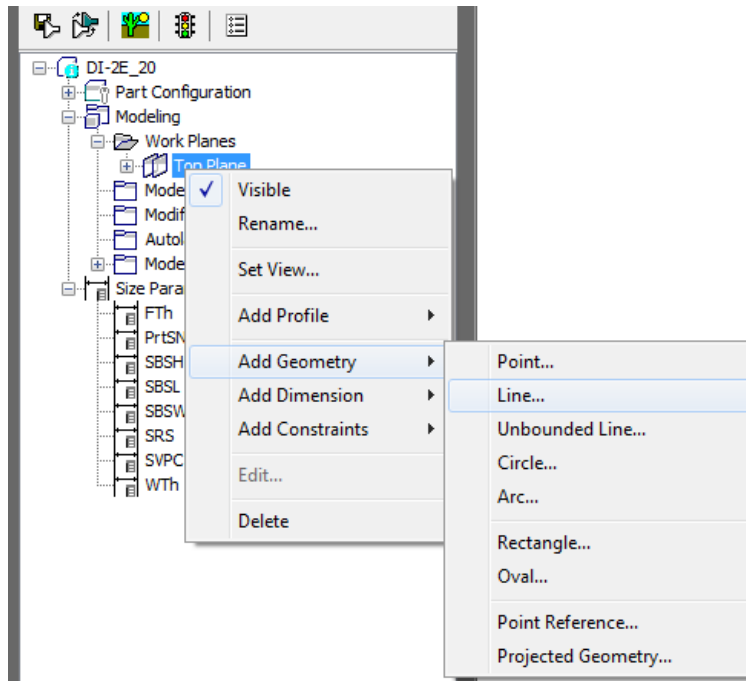 DI-2E_20
Part Configuration
Modeling
Work Planes
Top Plane
Mode
Modif
Autol
Mode
Size Para
FTh
PrtSN
SBSH
SBSL
SBSW
SRS
SVPC
WTh
Visible
Rename...
Set View...
Add Profile
Add Geometry
Add Dimension
Add Constraints
Edit...
Delete
Point...
Line...
Unbounded Line...
Circle...
Arc...
Rectangle...
Oval...
Point Reference...
Projected Geometry...